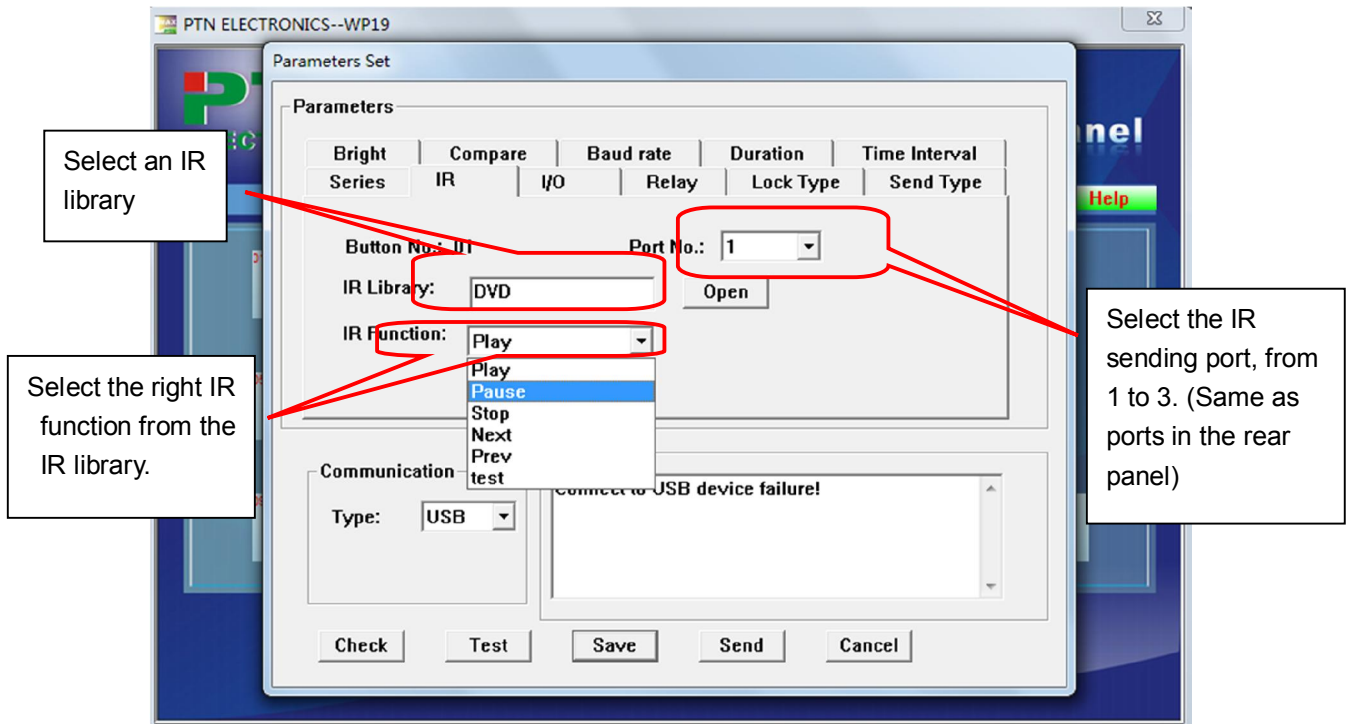 PTN ELECTRONICS--WP19
Parameters Set
Parameters
nel
Bright Compare Baud rate Duration Time Interval
Series IR I/O Relay Lock Type Send Type
Help
Select an IR
library
Button No.: 01 Port No.: 1
IR Library: DVD Open
IR Function: Play
Play
Pause
Stop
Next
Prev
test
Select the IR
sending port, from
1 to 3. (Same as
ports in the rear
panel)
Select the right IR
function from the
IR library.
Communication
Type: USB
Connect to USB device failure!
Check Test Save Send Cancel